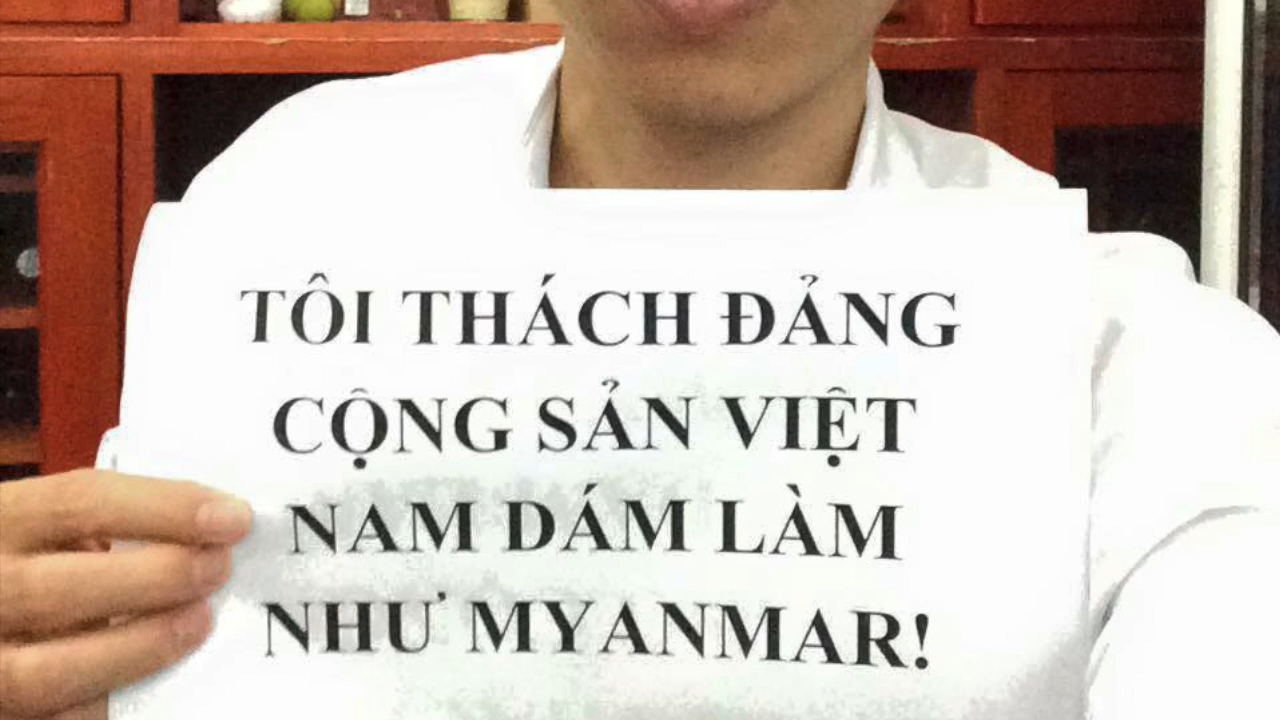 TÔI THÁCH ĐẢNG
CỘNG SẢN VIỆT
NAM DÁM LÀM
NHƯ MYANMAR!